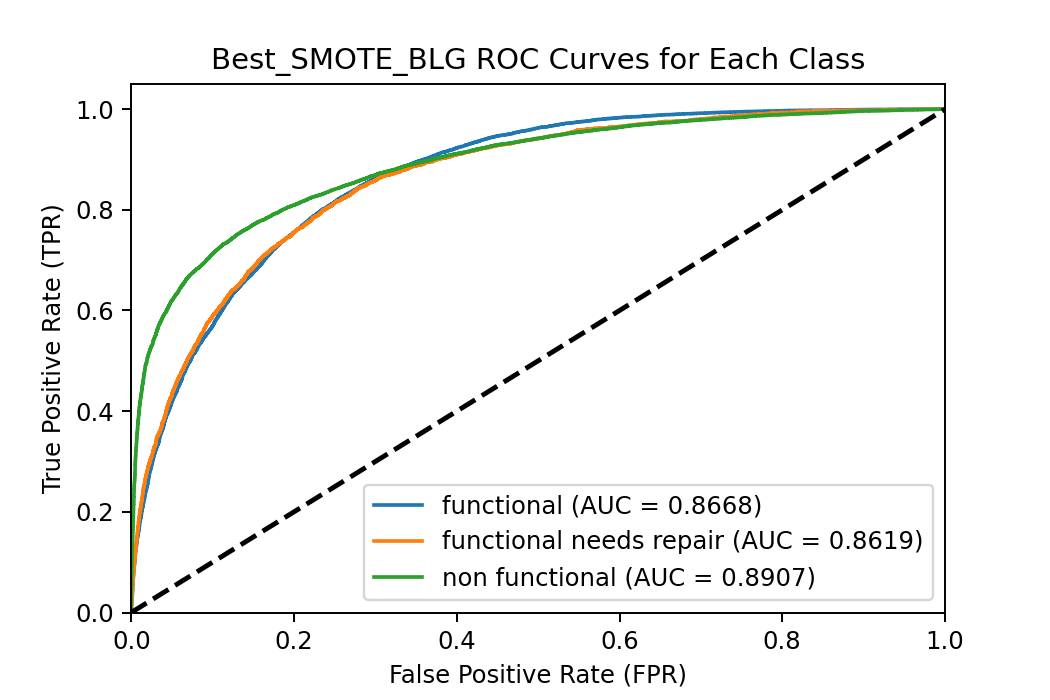 Best_SMOTE_BLG ROC Curves for Each Class
True Positive Rate (TPR)
1.0
0.8
0.6
0.4
0.2
0.0
functional (AUC = 0.8668)
functional needs repair (AUC = 0.8619)
non functional (AUC = 0.8907)
0.0 0.2 0.4 0.6 0.8 1.0
False Positive Rate (FPR)